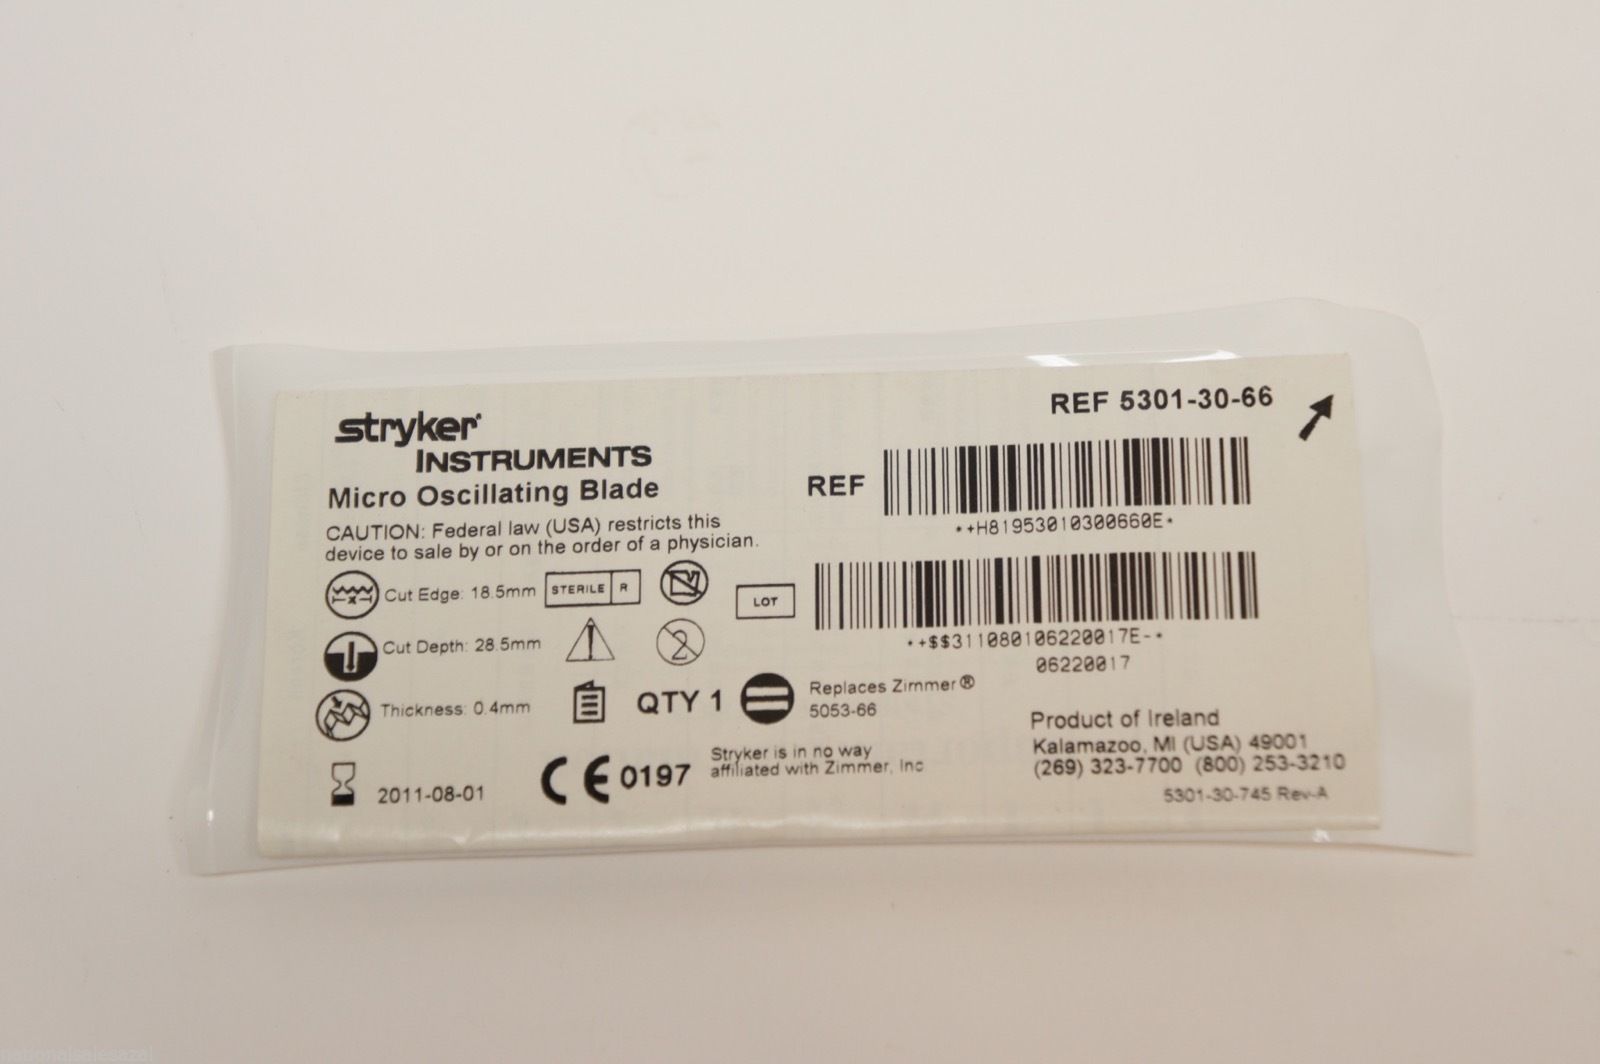 REF 5301-30-66
stryker
INSTRUMENTS
Micro Oscillating Blade
CAUTION: Federal law (USA) restricts this
device to sale by or on the order of a physician.
REF
*+H81953010300660E*
Cut Edge: 18.5mm
STERILE R
LOT
*+$$311080106220017E-*
06220017
Cut Depth: 28.5mm
2
Thickness: 0.4mm
QTY 1
Replaces Zimmer®
5053-66
2011-08-01
CE 0197
Stryker is in no way
affiliated with Zimmer, Inc
Product of Ireland
Kalamazoo, MI (USA) 49001
(269) 323-7700 (800) 253-3210
5301-30-745 Rev-A
nationalsalesazal